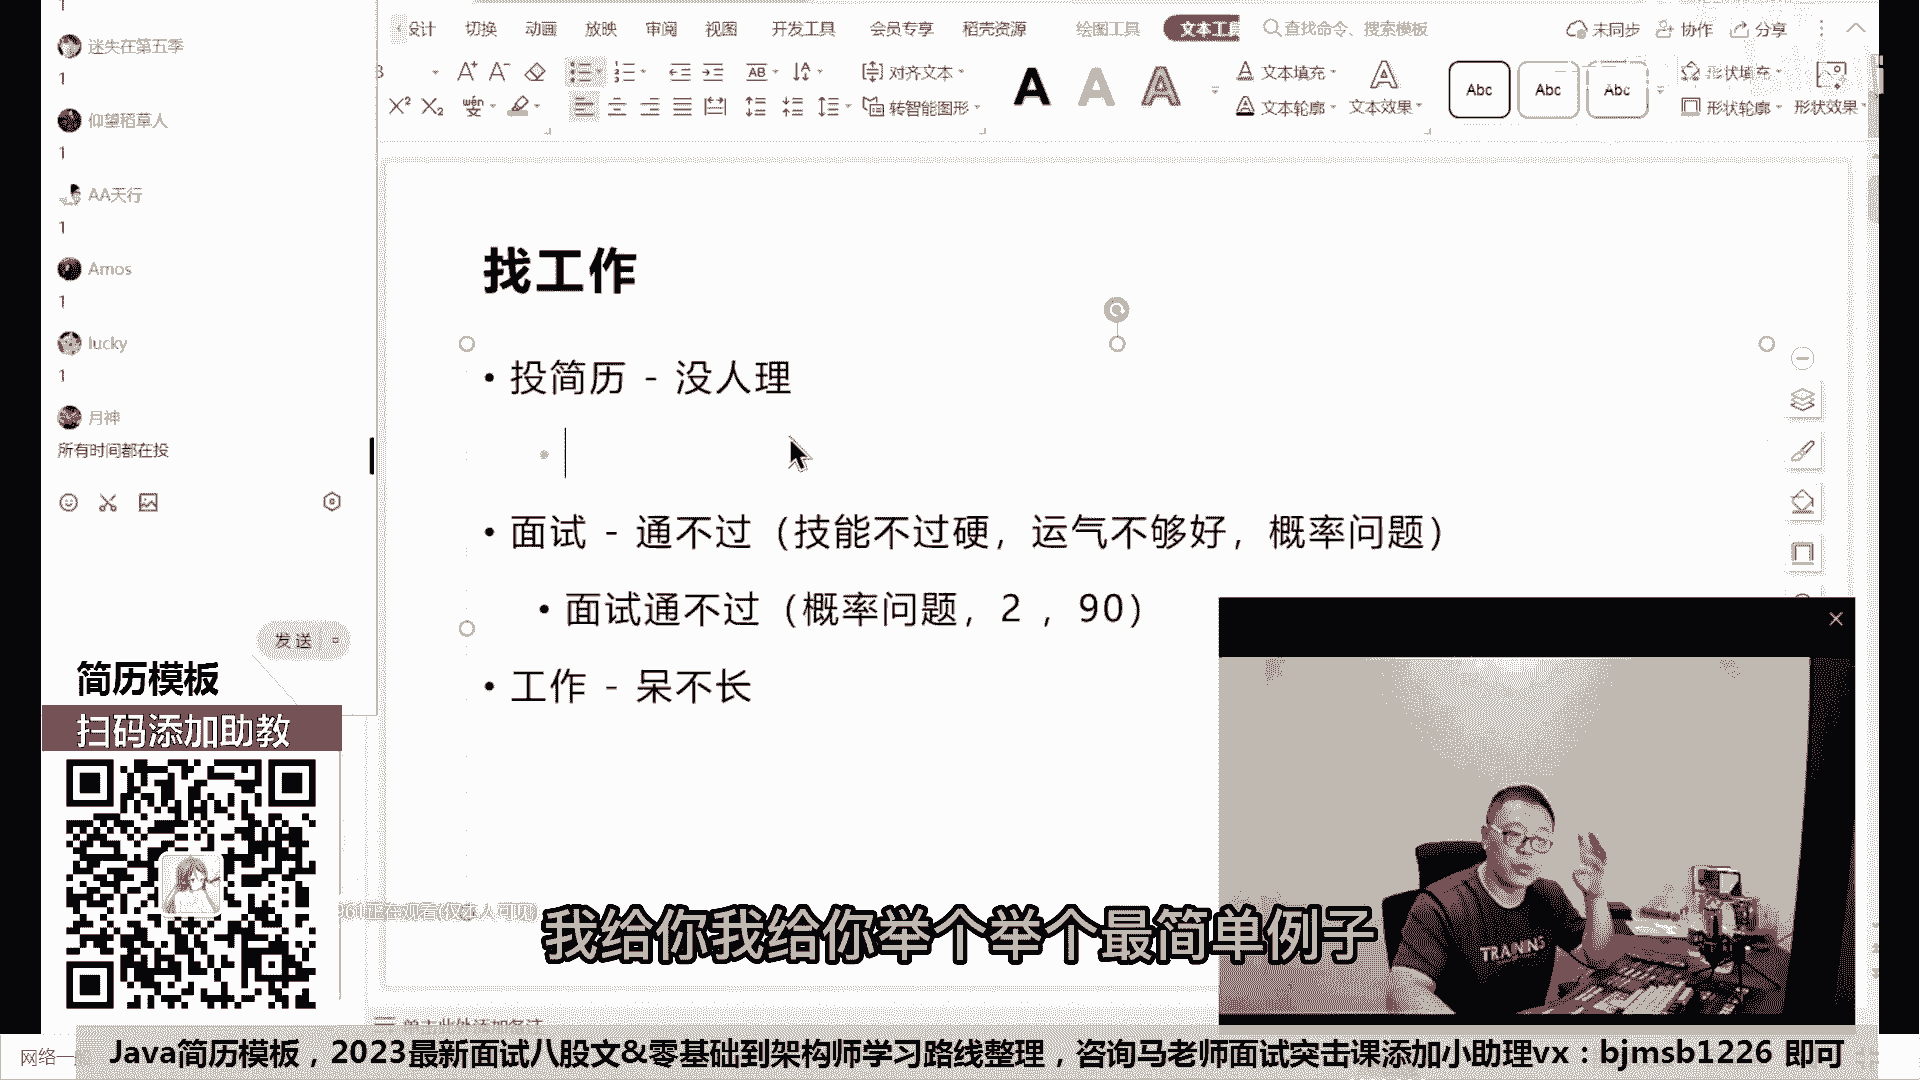 1
迷失在第五季
1
仰望稻草人
1
AA天行
1
Amos
1
lucky
1
月神
所有时间都在投
发送
设计 切换 动画 放映 审阅 视图 开发工具 会员专享 稻壳资源 绘图工具 文本工具 查找命令、搜索模板 未同步 协作 分享
A+ A- AB 对齐文本 A A A 文本填充 Abc Abc Abc 形状填充
X² X₂ wén 变 转智能图形 文本轮廓 文本效果 形状轮廓 形状效果
找工作
• 投简历 - 没人理
•
• 面试 - 通不过（技能不过硬，运气不够好，概率问题）
• 面试通不过（概率问题，2 ，90）
• 工作 - 呆不长
简历模板
扫码添加助教
正在观看(仅本人可见)
TRANNS
我给你我给你举个举个最简单例子
单击此处添加备注
网络一
Java简历模板，2023最新面试八股文&零基础到架构师学习路线整理，咨询马老师面试突击课添加小助理vx：bjmsb1226 即可